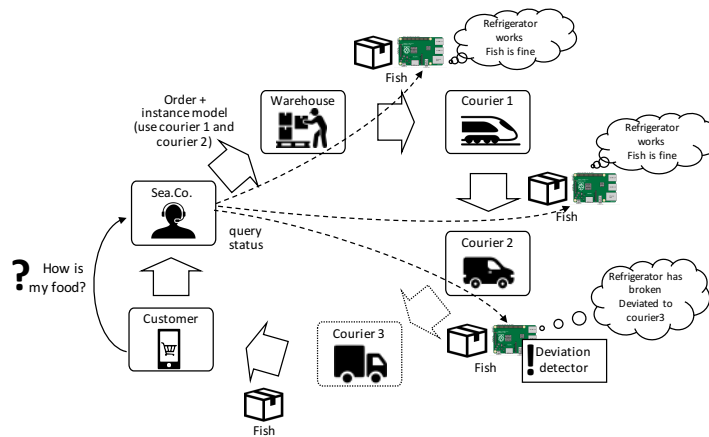 Refrigerator
works
Fish is fine
Fish
Order +
instance model
(use courier 1 and
courier 2)
Warehouse
Courier 1
Refrigerator
works
Fish is fine
Fish
Sea.Co.
query
status
? How is
my food?
Courier 2
Refrigerator has
broken
Deviated to
courier3
Customer
Courier 3
Fish
! Deviation
detector
Fish